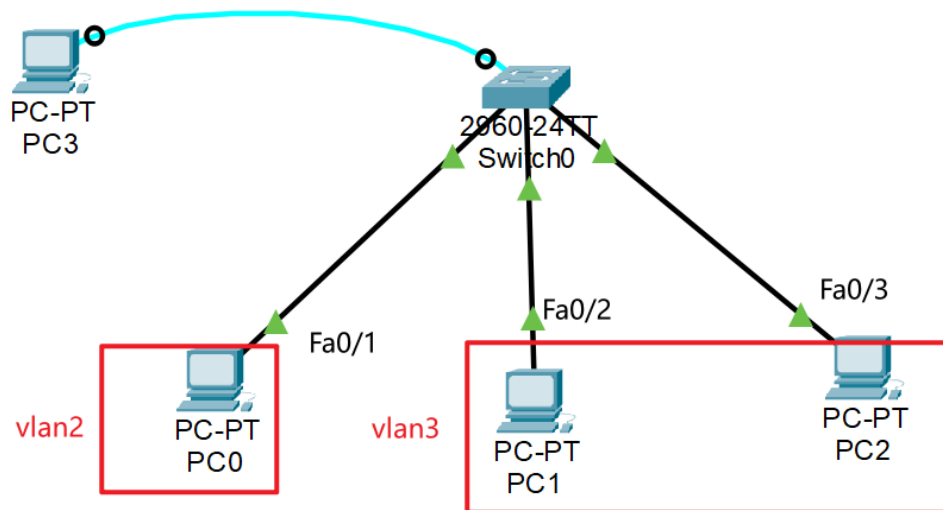 PC-PT
PC3
2960-24TT
Switch0
Fa0/1
Fa0/2
Fa0/3
vlan2
PC-PT
PC0
vlan3
PC-PT
PC1
PC-PT
PC2